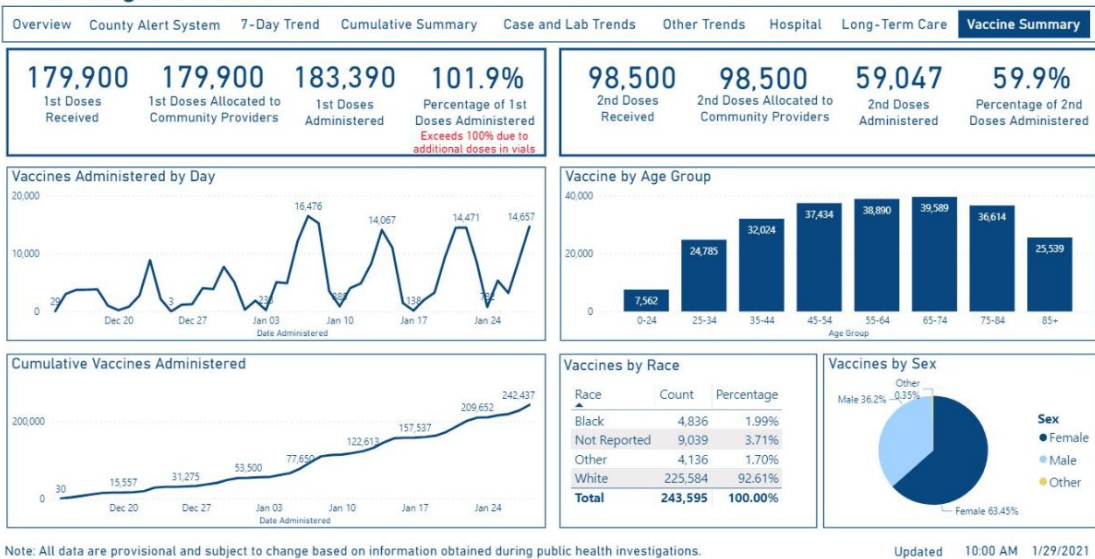 Overview County Alert System 7-Day Trend Cumulative Summary Case and Lab Trends Other Trends Hospital Long-Term Care Vaccine Summary
179,900
1st Doses
Received
179,900
1st Doses Allocated to
Community Providers
183,390
1st Doses
Administered
101.9%
Percentage of 1st
Doses Administered
Exceeds 100% due to
additional doses in vials
98,500
2nd Doses
Received
98,500
2nd Doses Allocated to
Community Providers
59,047
2nd Doses
Administered
59.9%
Percentage of 2nd
Doses Administered
Vaccines Administered by Day
20,000
10,000
0
29
3
16,476
14,067
138
14,471
14,657
Dec 20 Dec 27 Jan 03 Jan 10 Jan 17 Jan 24
Date Administered
Vaccine by Age Group
40,000
20,000
0
7,562 24,785 32,024 37,434 38,890 39,589 36,614 25,539
0-24 25-34 35-44 45-54 55-64 65-74 75-84 85+
Age Group
Cumulative Vaccines Administered
200,000
0
30 15,557 31,275 53,500 77,650 122,613 157,537 209,652 242,437
Dec 20 Dec 27 Jan 03 Jan 10 Jan 17 Jan 24
Date Administered
Vaccines by Race
Race Count Percentage
Black 4,836 1.99%
Not Reported 9,039 3.71%
Other 4,136 1.70%
White 225,584 92.61%
Total 243,595 100.00%
Vaccines by Sex
Other
0.35%
Male 36.2%
Female 63.45%
Sex
Female
Male
Other
Note: All data are provisional and subject to change based on information obtained during public health investigations.
Updated 10:00 AM 1/29/2021